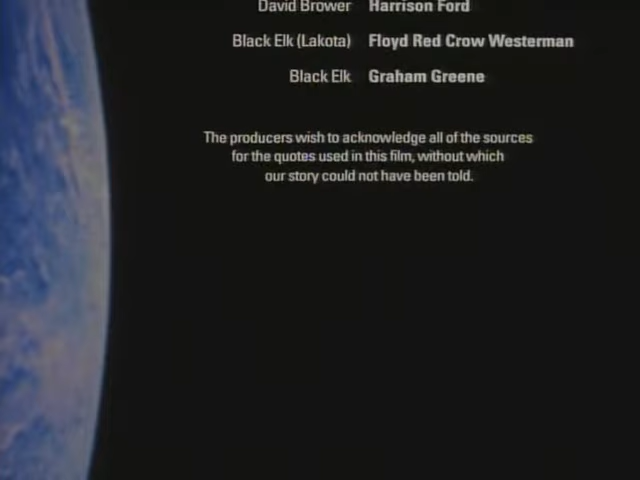 David Brower Harrison Ford
Black Elk (Lakota) Floyd Red Crow Westerman
Black Elk Graham Greene
The producers wish to acknowledge all of the sources
for the quotes used in this film, without which
our story could not have been told.